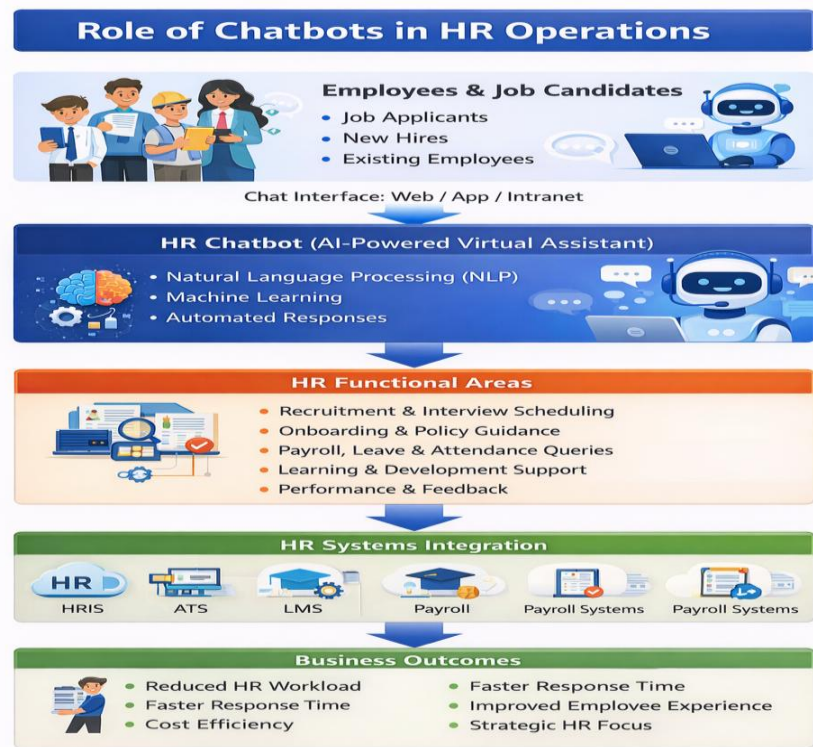 Role of Chatbots in HR Operations
Employees & Job Candidates
• Job Applicants
• New Hires
• Existing Employees
Chat Interface: Web / App / Intranet
HR Chatbot (AI-Powered Virtual Assistant)
• Natural Language Processing (NLP)
• Machine Learning
• Automated Responses
HR Functional Areas
• Recruitment & Interview Scheduling
• Onboarding & Policy Guidance
• Payroll, Leave & Attendance Queries
• Learning & Development Support
• Performance & Feedback
HR Systems Integration
HR
HRIS
ATS
LMS
Payroll
Payroll Systems
Payroll Systems
Business Outcomes
• Reduced HR Workload
• Faster Response Time
• Cost Efficiency
• Faster Response Time
• Improved Employee Experience
• Strategic HR Focus